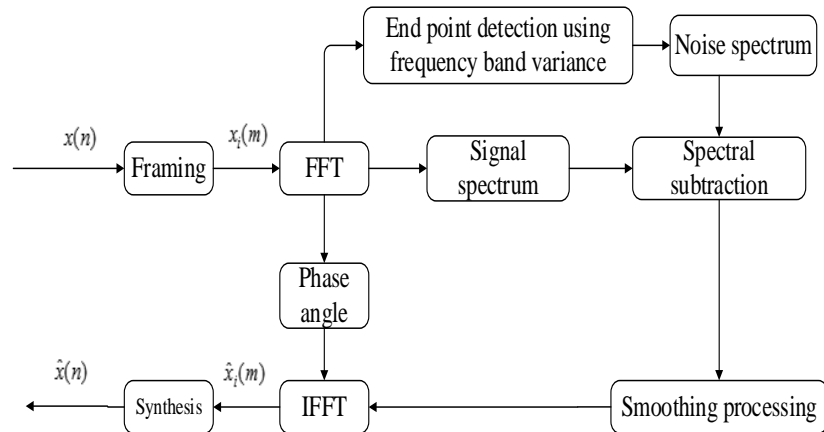 End point detection using
frequency band variance
Noise spectrum
x(n)
Framing
x_i(m)
FFT
Signal
spectrum
Spectral
subtraction
Phase
angle
x̂(n)
Synthesis
x̂_i(m)
IFFT
Smoothing processing